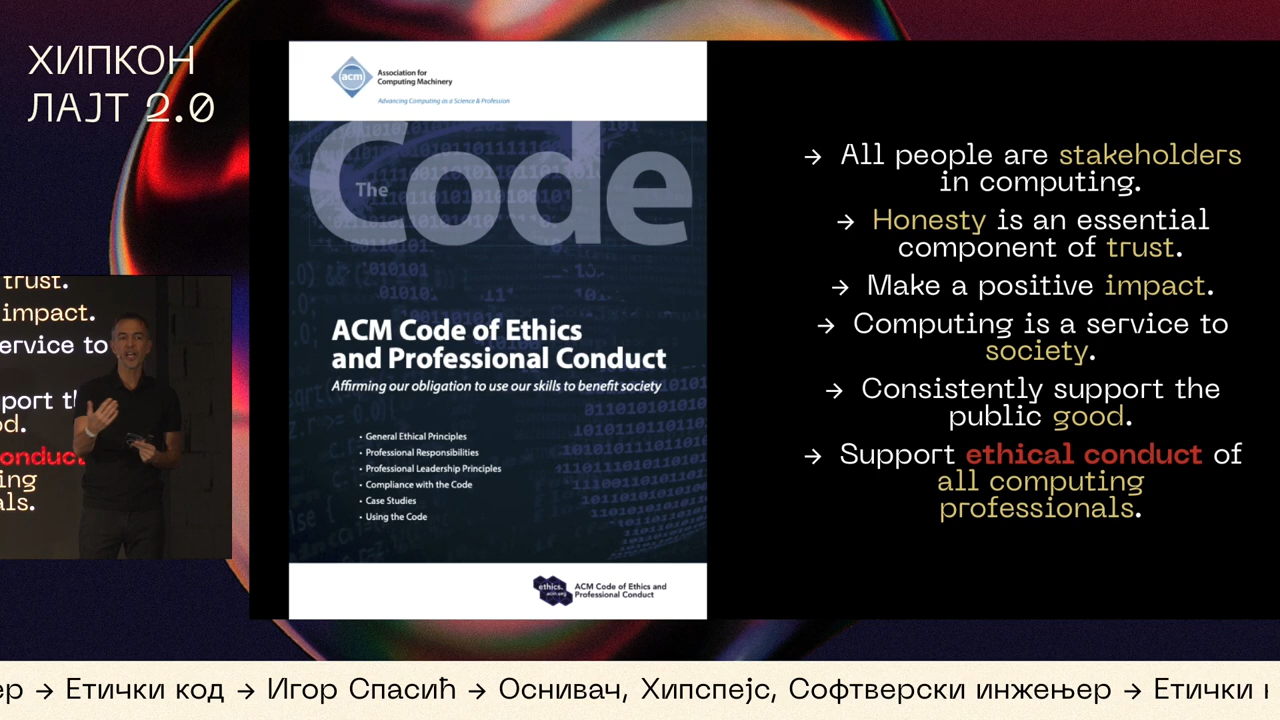 ХИПКОН
ЛАЈТ 2.0
trust.
impact.
ervice to
port th
od.
onduct
ing
als.
acm
Association for
Computing Machinery
Advancing Computing as a Science & Profession
The
Code
ACM Code of Ethics
and Professional Conduct
Affirming our obligation to use our skills to benefit society
• General Ethical Principles
• Professional Responsibilities
• Professional Leadership Principles
• Compliance with the Code
• Case Studies
• Using the Code
ethics.
acm.org
ACM Code of Ethics and
Professional Conduct
→ All people are stakeholders
in computing.
→ Honesty is an essential
component of trust.
→ Make a positive impact.
→ Computing is a service to
society.
→ Consistently support the
public good.
→ Support ethical conduct of
all computing
professionals.
ер → Етички код → Игор Спасић → Оснивач, Хипспејс, Софтверски инжењер → Етички